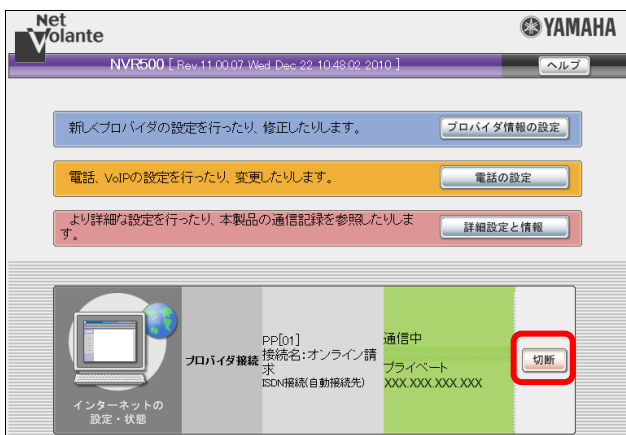 Net
Volante
YAMAHA
NVR500 [ Rev.11.00.07 Wed Dec 22 10:48:02 2010 ]
ヘルプ
新しくプロバイダの設定を行ったり、修正したりします。
プロバイダ情報の設定
電話、VoIPの設定を行ったり、変更したりします。
電話の設定
より詳細な設定を行ったり、本製品の通信記録を参照したりしま
す。
詳細設定と情報
インターネットの
設定・状態
プロバイダ接続
PP[01]
接続名:オンライン請
求
ISDN接続(自動接続先)
通信中
プライベート
XXX.XXX.XXX.XXX
切断